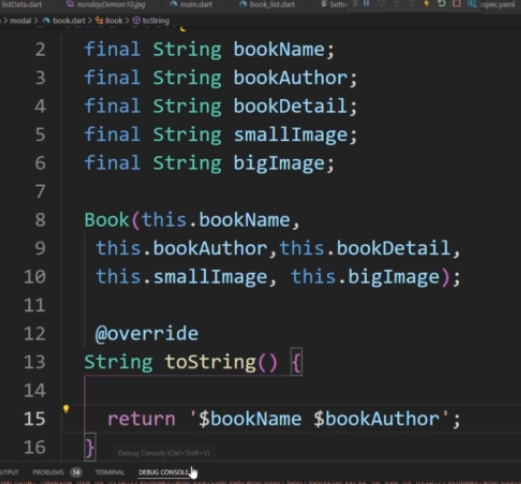 listData.dart nondayDemon10.jpg main.dart book_list.dart Setti pubspec.yaml
> modal > book.dart > Book > toString
2 final String bookName;
3 final String bookAuthor;
4 final String bookDetail;
5 final String smallImage;
6 final String bigImage;
7
8 Book(this.bookName,
9 this.bookAuthor,this.bookDetail,
10 this.smallImage, this.bigImage);
11
12 @override
13 String toString() {
14
15 return '$bookName $bookAuthor';
16 }
Debug Console (Ctrl+Shift+Y)
UTPUT PROBLEMS 14 TERMINAL DEBUG CONSOLE